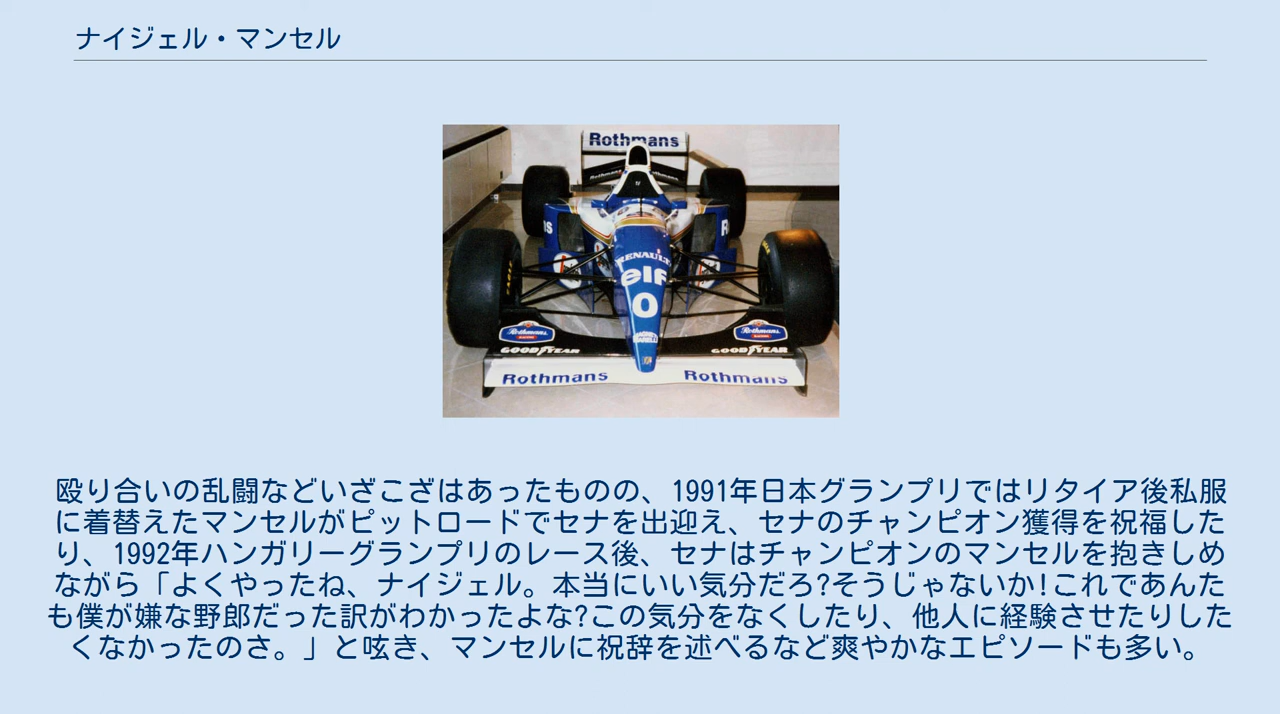 ナイジェル・マンセル
Rothmans
Rothmans
RENAULT
elf
0
Rothmans
Rothmans
GOODYEAR
GOODYEAR
Rothmans
Rothmans
殴り合いの乱闘などいざこざはあったものの、1991年日本グランプリではリタイア後私服
に着替えたマンセルがピットロードでセナを出迎え、セナのチャンピオン獲得を祝福した
り、1992年ハンガリーグランプリのレース後、セナはチャンピオンのマンセルを抱きしめ
ながら「よくやったね、ナイジェル。本当にいい気分だろ?そうじゃないか!これであんた
も僕が嫌な野郎だった訳がわかったよな?この気分をなくしたり、他人に経験させたりした
くなかったのさ。」と呟き、マンセルに祝辞を述べるなど爽やかなエピソードも多い。